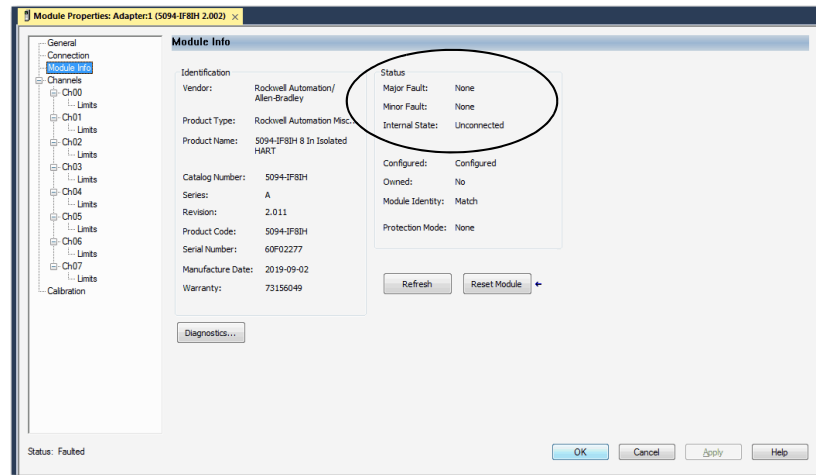 Module Properties: Adapter:1 (5094-IF8IH 2.002) ×
General
Connection
Module Info
Channels
Ch00
Limits
Ch01
Limits
Ch02
Limits
Ch03
Limits
Ch04
Limits
Ch05
Limits
Ch06
Limits
Ch07
Limits
Calibration
Module Info
Identification
Vendor: Rockwell Automation/
Allen-Bradley
Product Type: Rockwell Automation Misc...
Product Name: 5094-IF8IH 8 In Isolated
HART
Catalog Number: 5094-IF8IH
Series: A
Revision: 2.011
Product Code: 5094-IF8IH
Serial Number: 60F02277
Manufacture Date: 2019-09-02
Warranty: 73156049
Diagnostics...
Status
Major Fault: None
Minor Fault: None
Internal State: Unconnected
Configured: Configured
Owned: No
Module Identity: Match
Protection Mode: None
Refresh Reset Module ←
Status: Faulted
OK Cancel Apply Help